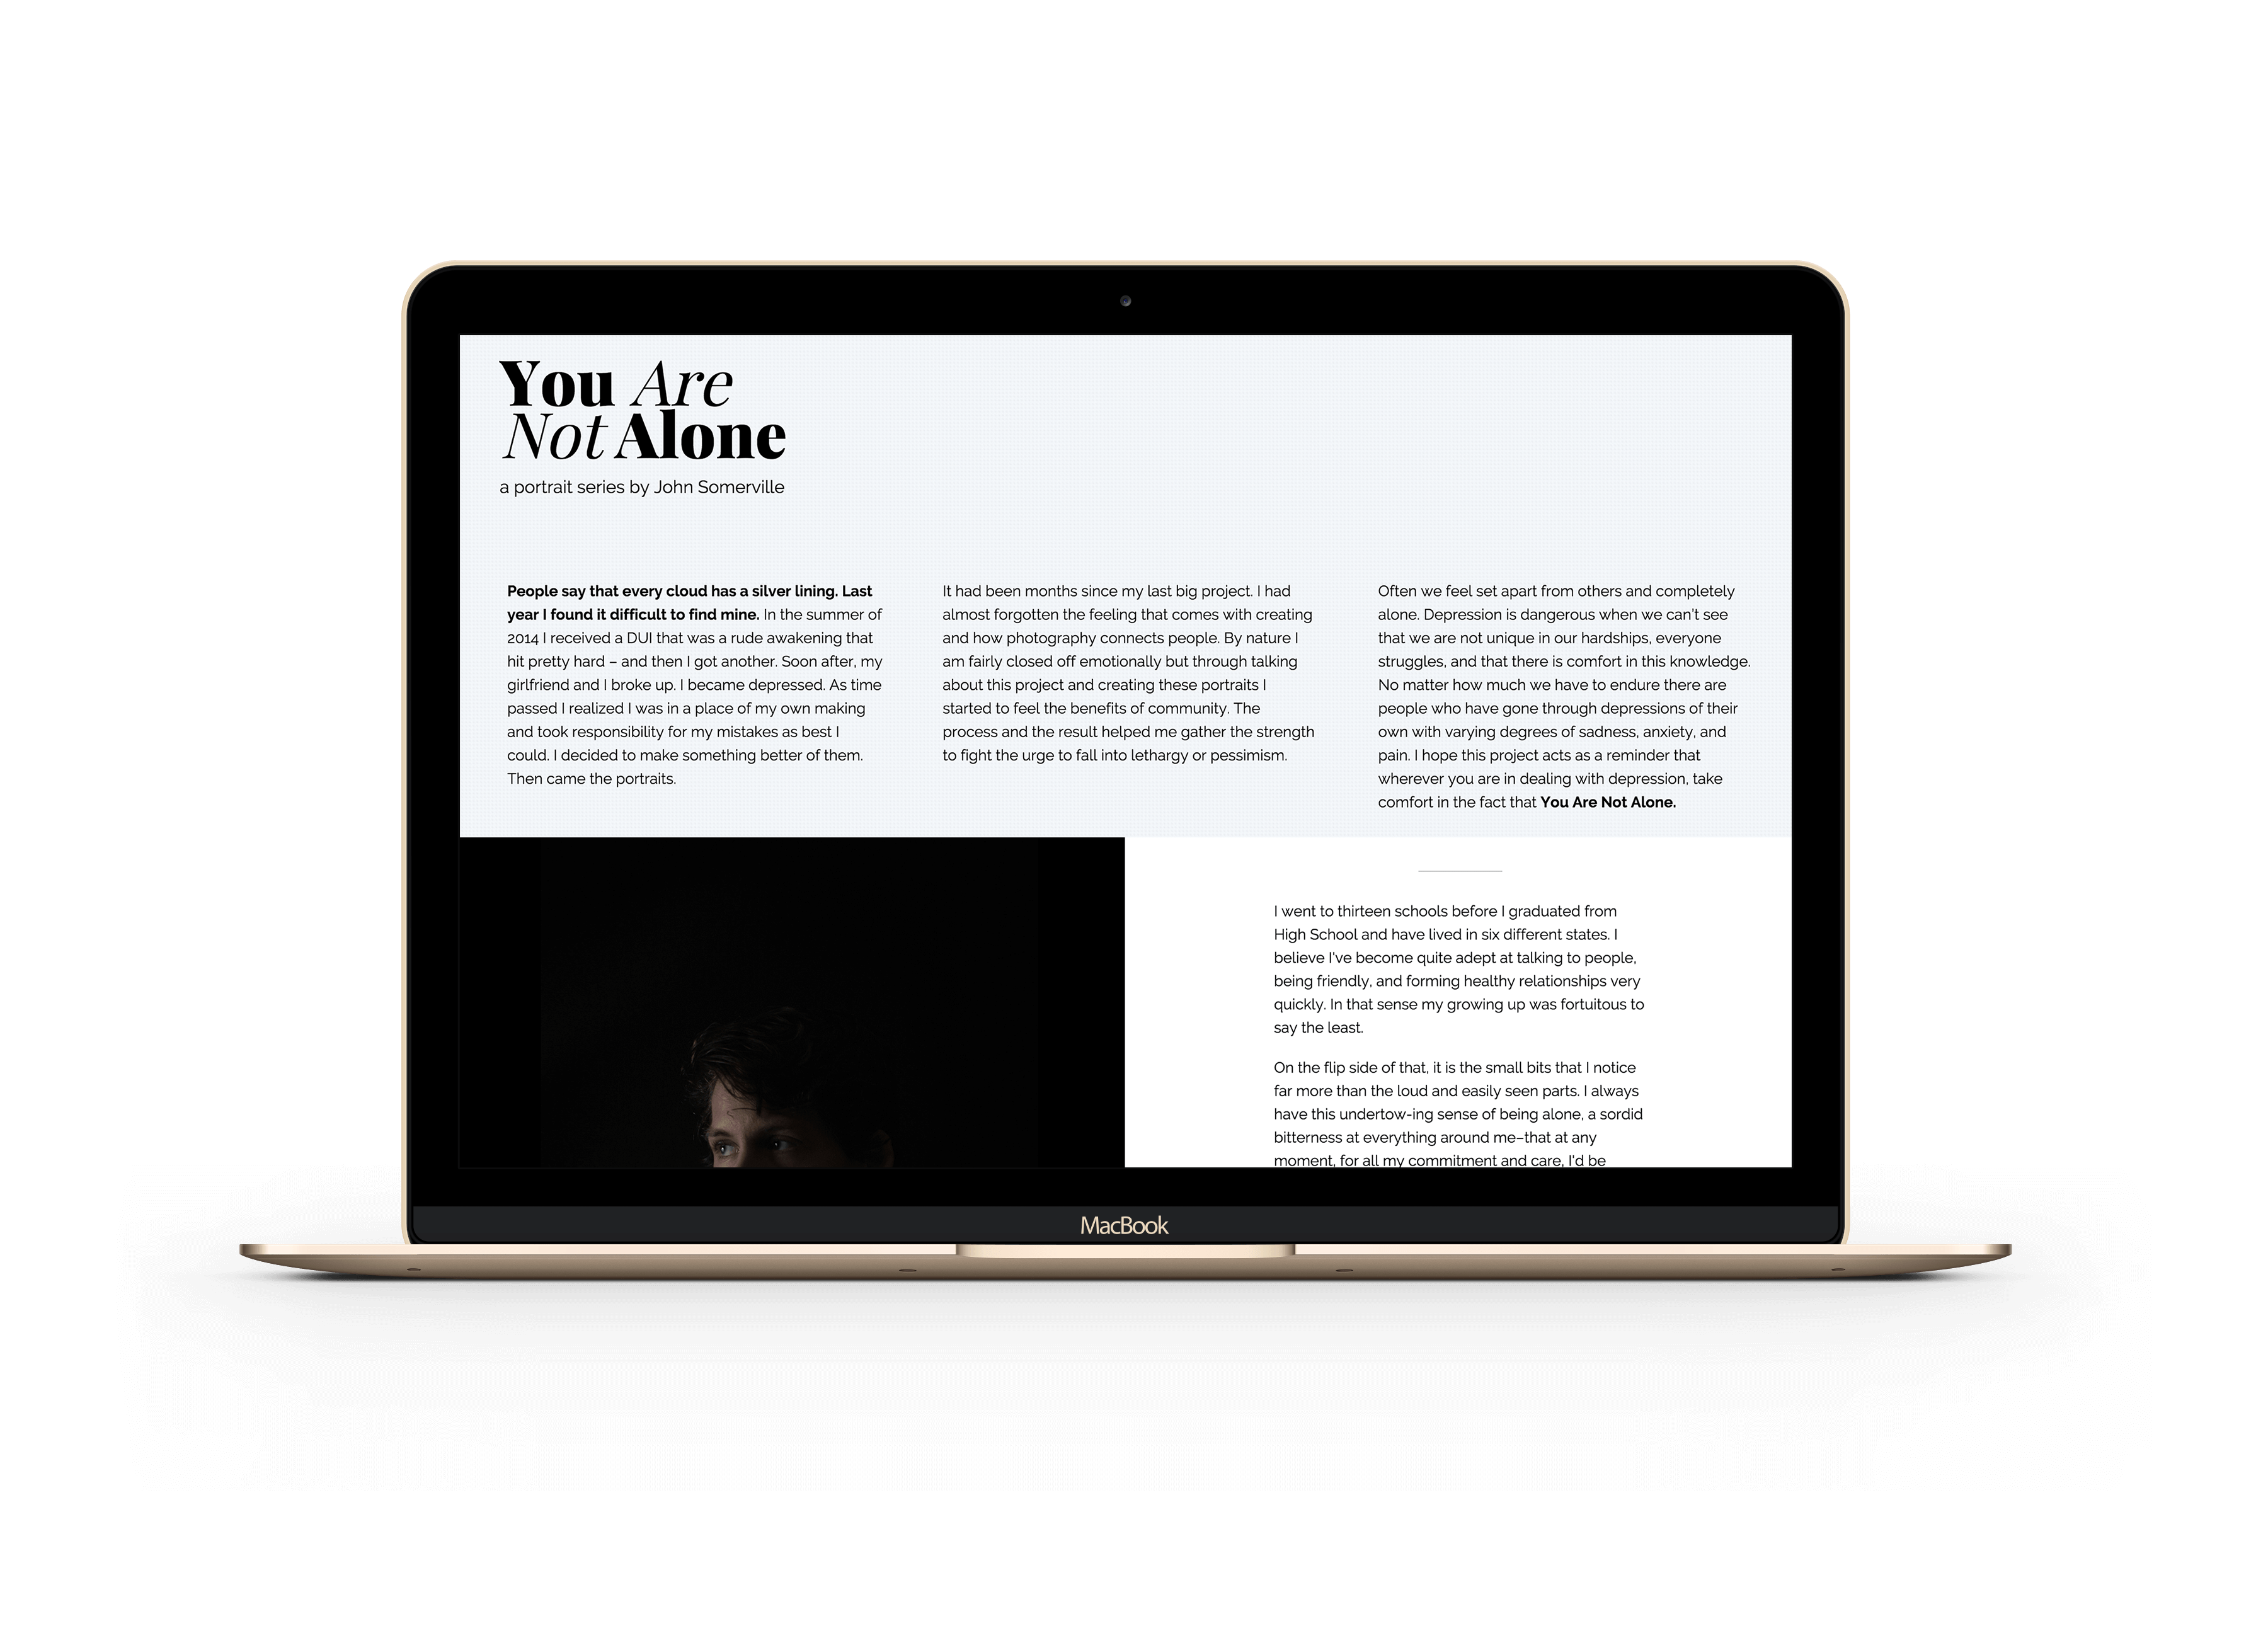 You Are
Not Alone
a portrait series by John Somerville
People say that every cloud has a silver lining. Last
year I found it difficult to find mine. In the summer of
2014 I received a DUI that was a rude awakening that
hit pretty hard – and then I got another. Soon after, my
girlfriend and I broke up. I became depressed. As time
passed I realized I was in a place of my own making
and took responsibility for my mistakes as best I
could. I decided to make something better of them.
Then came the portraits.
It had been months since my last big project. I had
almost forgotten the feeling that comes with creating
and how photography connects people. By nature I
am fairly closed off emotionally but through talking
about this project and creating these portraits I
started to feel the benefits of community. The
process and the result helped me gather the strength
to fight the urge to fall into lethargy or pessimism.
Often we feel set apart from others and completely
alone. Depression is dangerous when we can't see
that we are not unique in our hardships, everyone
struggles, and that there is comfort in this knowledge.
No matter how much we have to endure there are
people who have gone through depressions of their
own with varying degrees of sadness, anxiety, and
pain. I hope this project acts as a reminder that
wherever you are in dealing with depression, take
comfort in the fact that You Are Not Alone.
I went to thirteen schools before I graduated from
High School and have lived in six different states. I
believe I've become quite adept at talking to people,
being friendly, and forming healthy relationships very
quickly. In that sense my growing up was fortuitous to
say the least.
On the flip side of that, it is the small bits that I notice
far more than the loud and easily seen parts. I always
have this undertow-ing sense of being alone, a sordid
bitterness at everything around me–that at any
moment, for all my commitment and care, I'd be
MacBook